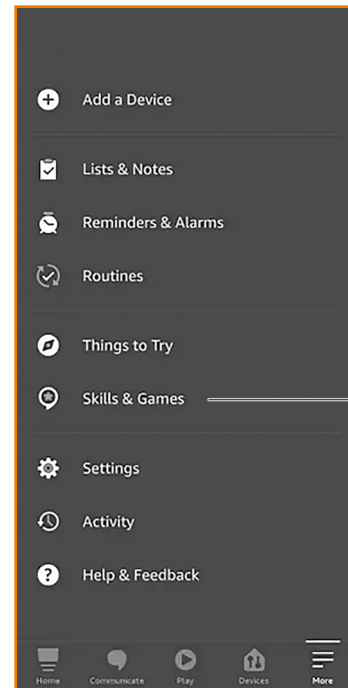 Add a Device
Lists & Notes
Reminders & Alarms
Routines
Things to Try
Skills & Games
Settings
Activity
Help & Feedback
Home Communicate Play Devices More